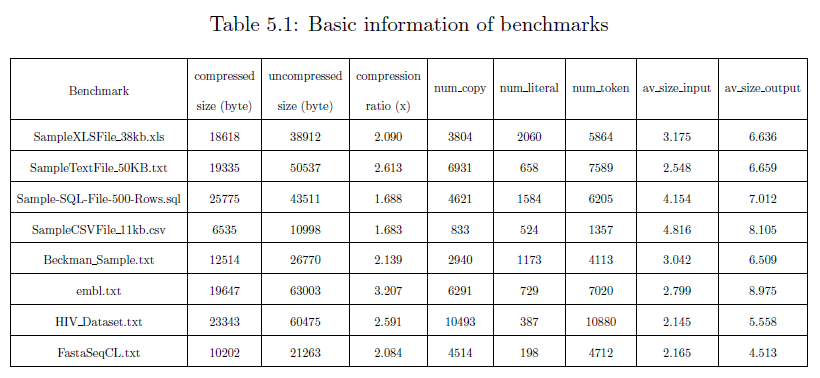 Table 5.1: Basic information of benchmarks
Benchmark compressed size (byte) uncompressed size (byte) compression ratio (x) num_copy num_literal num_token av_size_input av_size_output
SampleXLSFile_38kb.xls 18618 38912 2.090 3804 2060 5864 3.175 6.636
SampleTextFile_50KB.txt 19335 50537 2.613 6931 658 7589 2.548 6.659
Sample-SQL-File-500-Rows.sql 25775 43511 1.688 4621 1584 6205 4.154 7.012
SampleCSVFile_11kb.csv 6535 10998 1.683 833 524 1357 4.816 8.105
Beckman_Sample.txt 12514 26770 2.139 2940 1173 4113 3.042 6.509
embl.txt 19647 63003 3.207 6291 729 7020 2.799 8.975
HIV_Dataset.txt 23343 60475 2.591 10493 387 10880 2.145 5.558
FastaSeqCL.txt 10202 21263 2.084 4514 198 4712 2.165 4.513